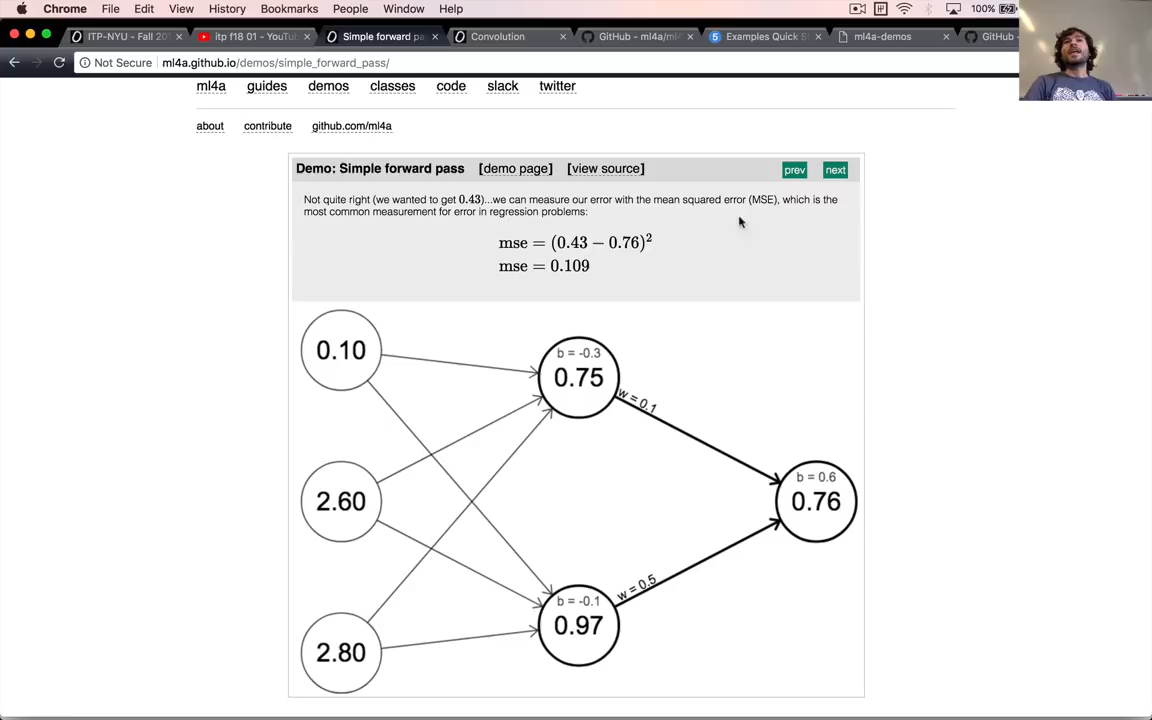 Chrome File Edit View History Bookmarks People Window Help 100%
ITP-NYU - Fall 20 itp f18 01 - YouTu Simple forward pa Convolution GitHub - ml4a/ml Examples Quick S ml4a-demos GitHub
Not Secure ml4a.github.io/demos/simple_forward_pass/
ml4a guides demos classes code slack twitter
about contribute github.com/ml4a
Demo: Simple forward pass [demo page] [view source] prev next
Not quite right (we wanted to get 0.43)...we can measure our error with the mean squared error (MSE), which is the
most common measurement for error in regression problems:
mse = (0.43 − 0.76)²
mse = 0.109
0.10
b = -0.3
0.75
w = 0.1
2.60
b = 0.6
0.76
w = 0.5
b = -0.1
0.97
2.80